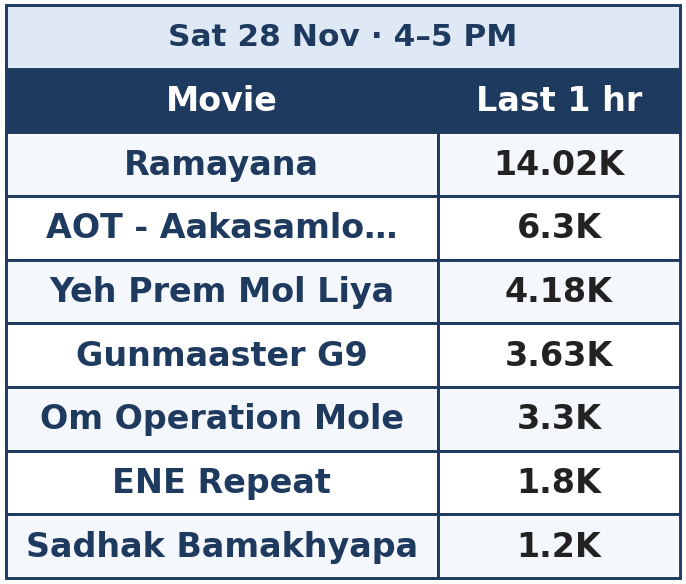 Sat 28 Nov · 4–5 PM
Movie Last 1 hr
Ramayana 14.02K
AOT - Aakasamlo... 6.3K
Yeh Prem Mol Liya 4.18K
Gunmaaster G9 3.63K
Om Operation Mole 3.3K
ENE Repeat 1.8K
Sadhak Bamakhyapa 1.2K